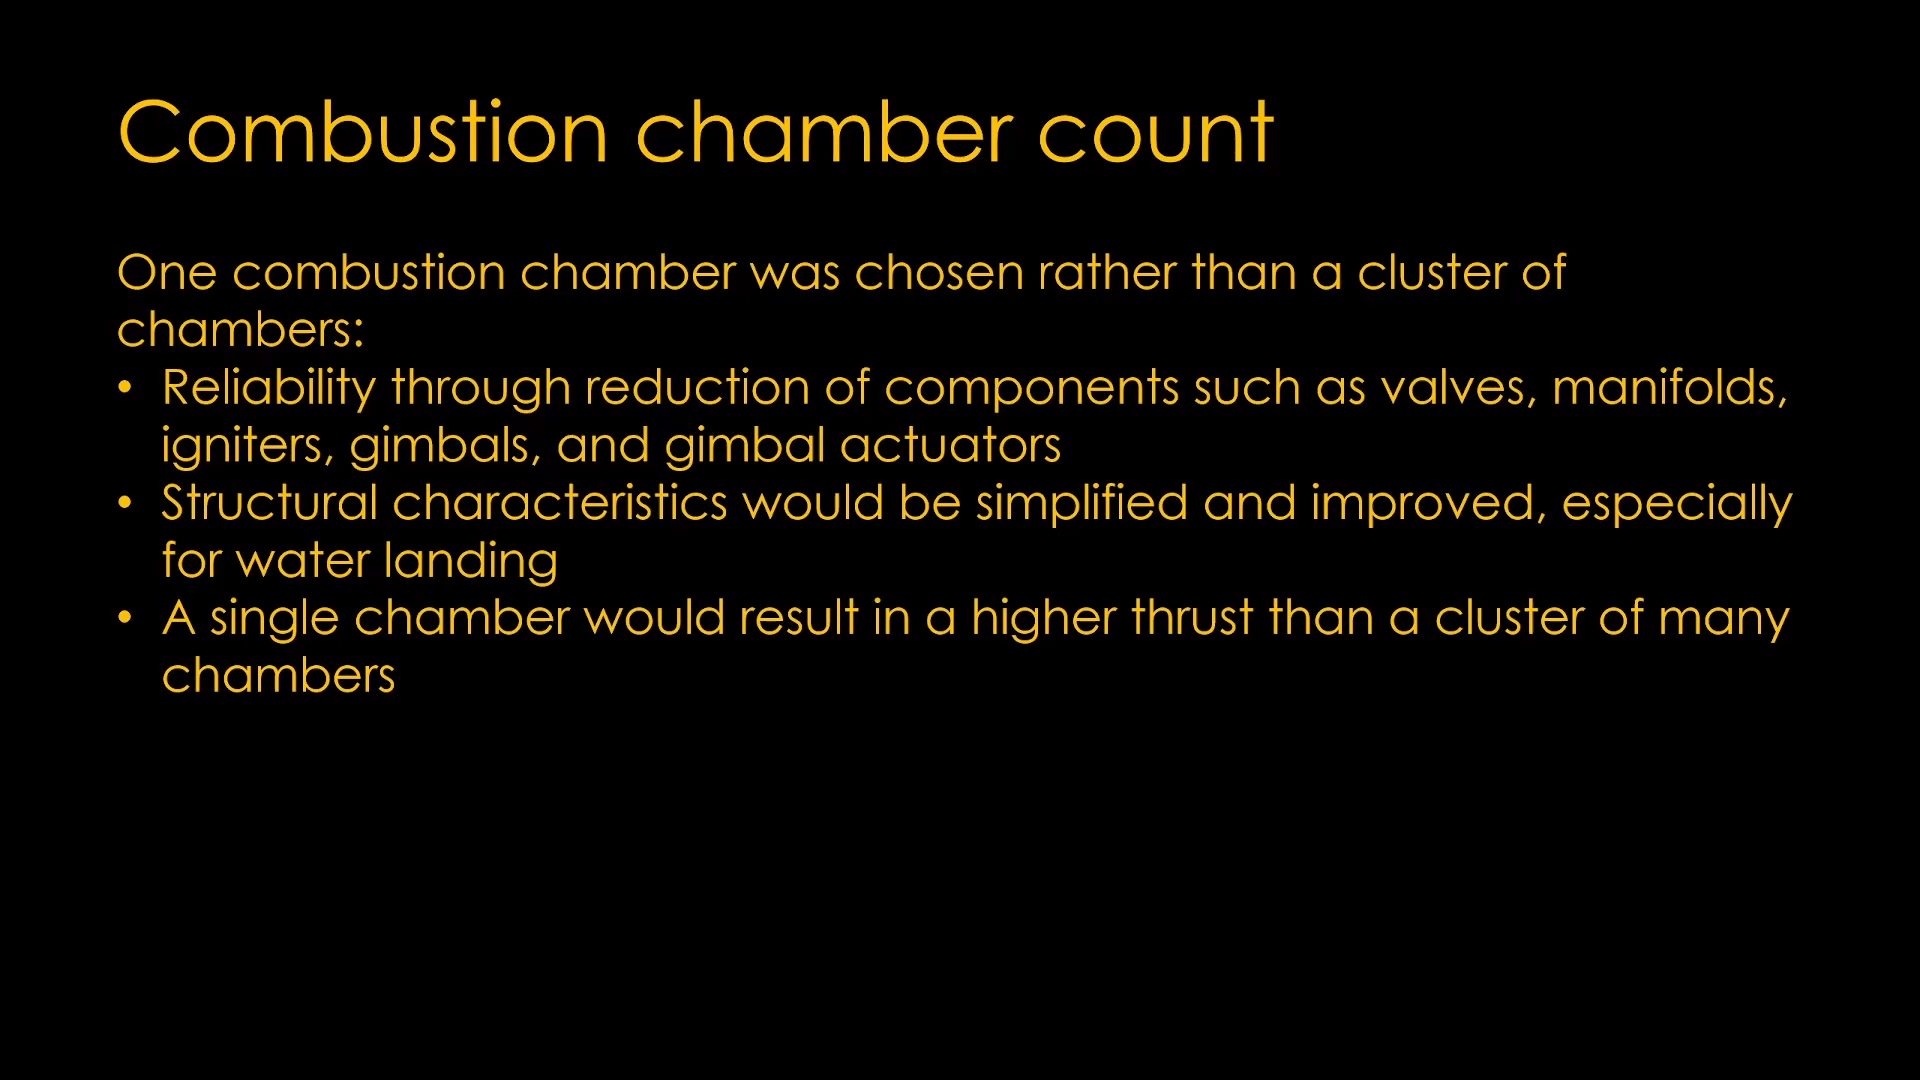 Combustion chamber count
One combustion chamber was chosen rather than a cluster of
chambers:
• Reliability through reduction of components such as valves, manifolds,
igniters, gimbals, and gimbal actuators
• Structural characteristics would be simplified and improved, especially
for water landing
• A single chamber would result in a higher thrust than a cluster of many
chambers